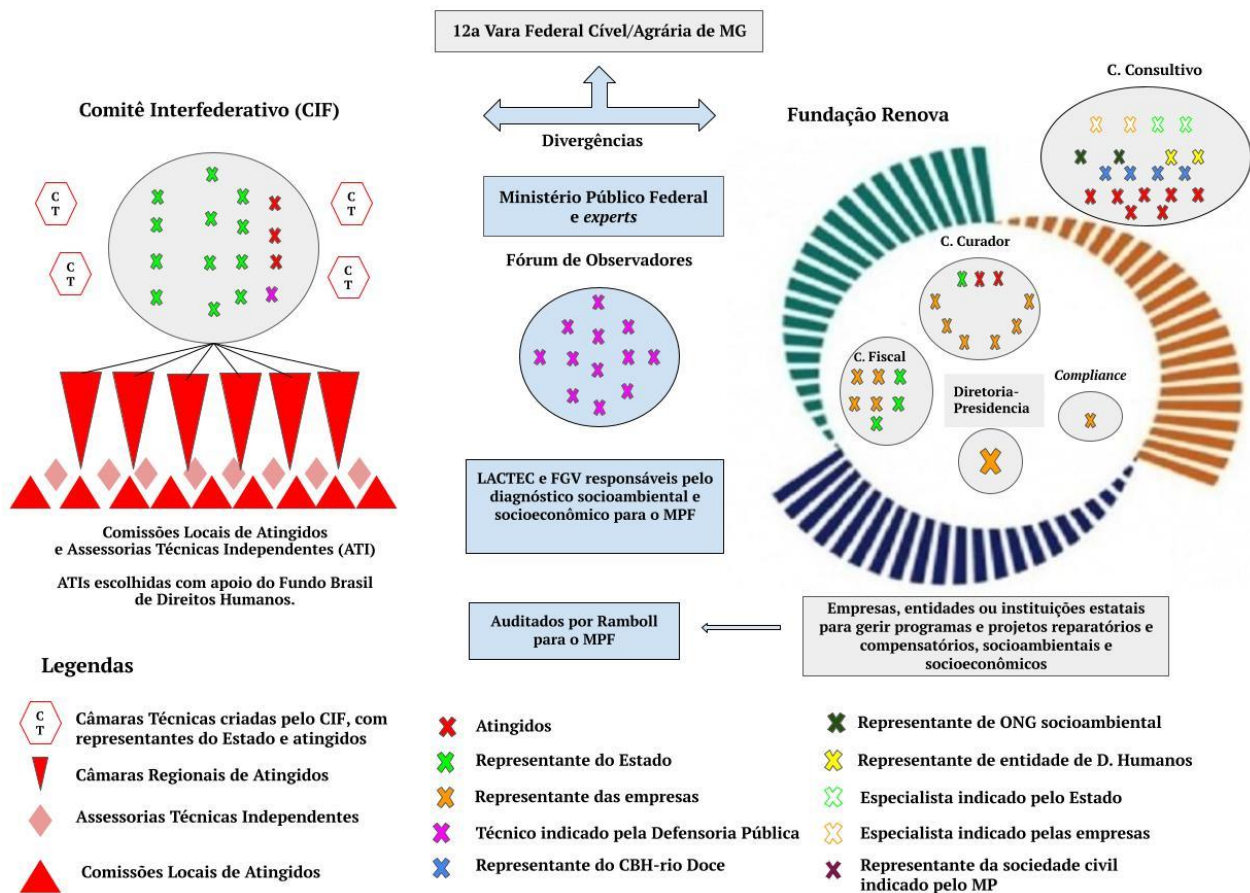 12a Vara Federal Cível/Agrária de MG
Comitê Interfederativo (CIF)
C
T
C
T
C
T
C
T
Comissões Locais de Atingidos
e Assessorias Técnicas Independentes (ATI)
ATIs escolhidas com apoio do Fundo Brasil
de Direitos Humanos.
Divergências
Ministério Público Federal
e experts
Fórum de Observadores
LACTEC e FGV responsáveis pelo
diagnóstico socioambiental e
socioeconômico para o MPF
Auditados por Ramboll
para o MPF
Fundação Renova
C. Consultivo
C. Curador
C. Fiscal
Diretoria-
Presidencia
Compliance
Empresas, entidades ou instituições estatais
para gerir programas e projetos reparatórios e
compensatórios, socioambientais e
socioeconômicos
Legendas
C
T
Câmaras Técnicas criadas pelo CIF, com
representantes do Estado e atingidos
Câmaras Regionais de Atingidos
Assessorias Técnicas Independentes
Comissões Locais de Atingidos
Atingidos
Representante do Estado
Representante das empresas
Técnico indicado pela Defensoria Pública
Representante do CBH-rio Doce
Representante de ONG socioambiental
Representante de entidade de D. Humanos
Especialista indicado pelo Estado
Especialista indicado pelas empresas
Representante da sociedade civil
indicado pelo MP